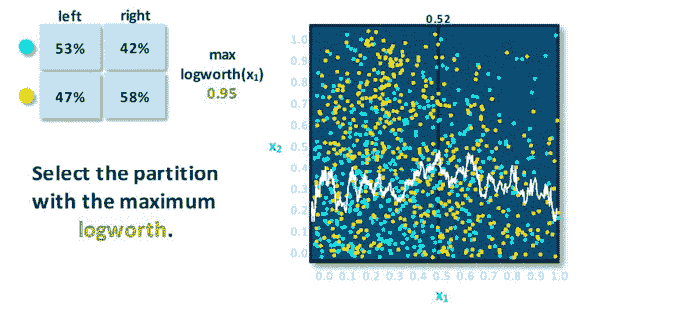 left right
53% 42%
47% 58%
max
logworth(x₁)
0.95
Select the partition
with the maximum
logworth.
0.52
1.0
0.9
0.8
0.7
0.6
0.5
0.4
0.3
0.2
0.1
0.0
x₂
0.0 0.1 0.2 0.3 0.4 0.5 0.6 0.7 0.8 0.9 1.0
x₁